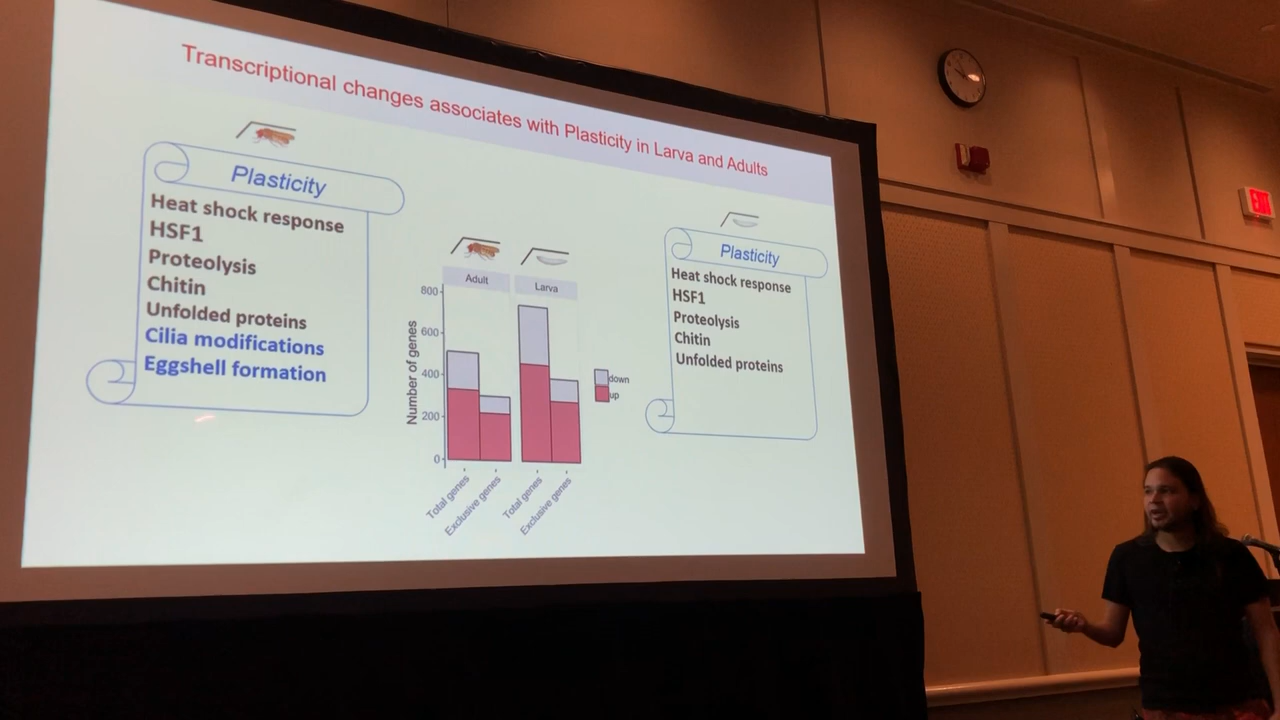 Transcriptional changes associates with Plasticity in Larva and Adults
Plasticity
Heat shock response
HSF1
Proteolysis
Chitin
Unfolded proteins
Cilia modifications
Eggshell formation
Adult
Larva
Number of genes
800
600
400
200
0
Total genes
Exclusive genes
Total genes
Exclusive genes
down
up
Plasticity
Heat shock response
HSF1
Proteolysis
Chitin
Unfolded proteins